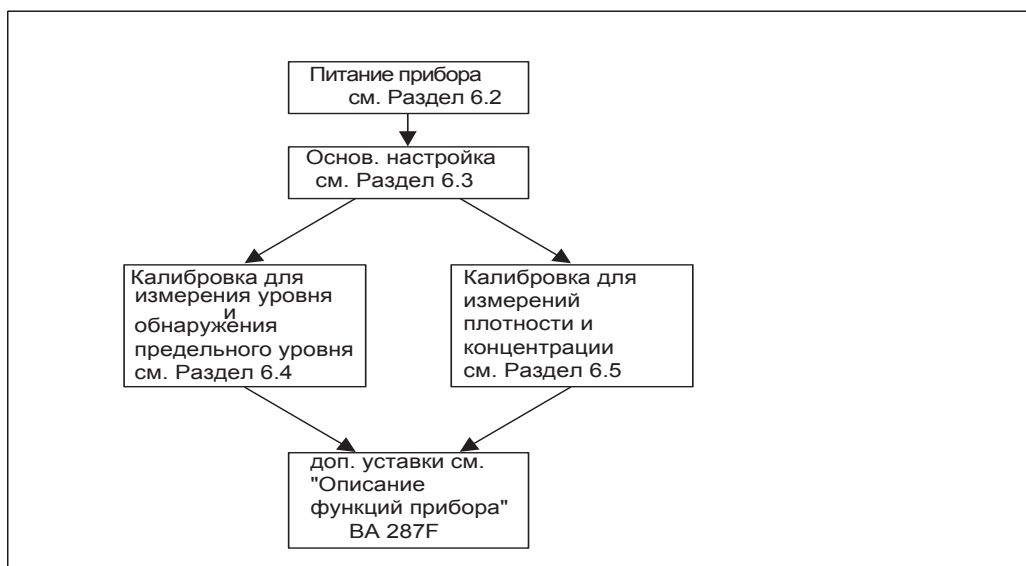 Питание прибора
см. Раздел 6.2
Основ. настройка
см. Раздел 6.3
Калибровка для
измерения уровня
и
обнаружения
предельного уровня
см. Раздел 6.4
Калибровка для
измерений
плотности и
концентрации
см. Раздел 6.5
доп. уставки см.
"Описание
функций прибора"
BA 287F